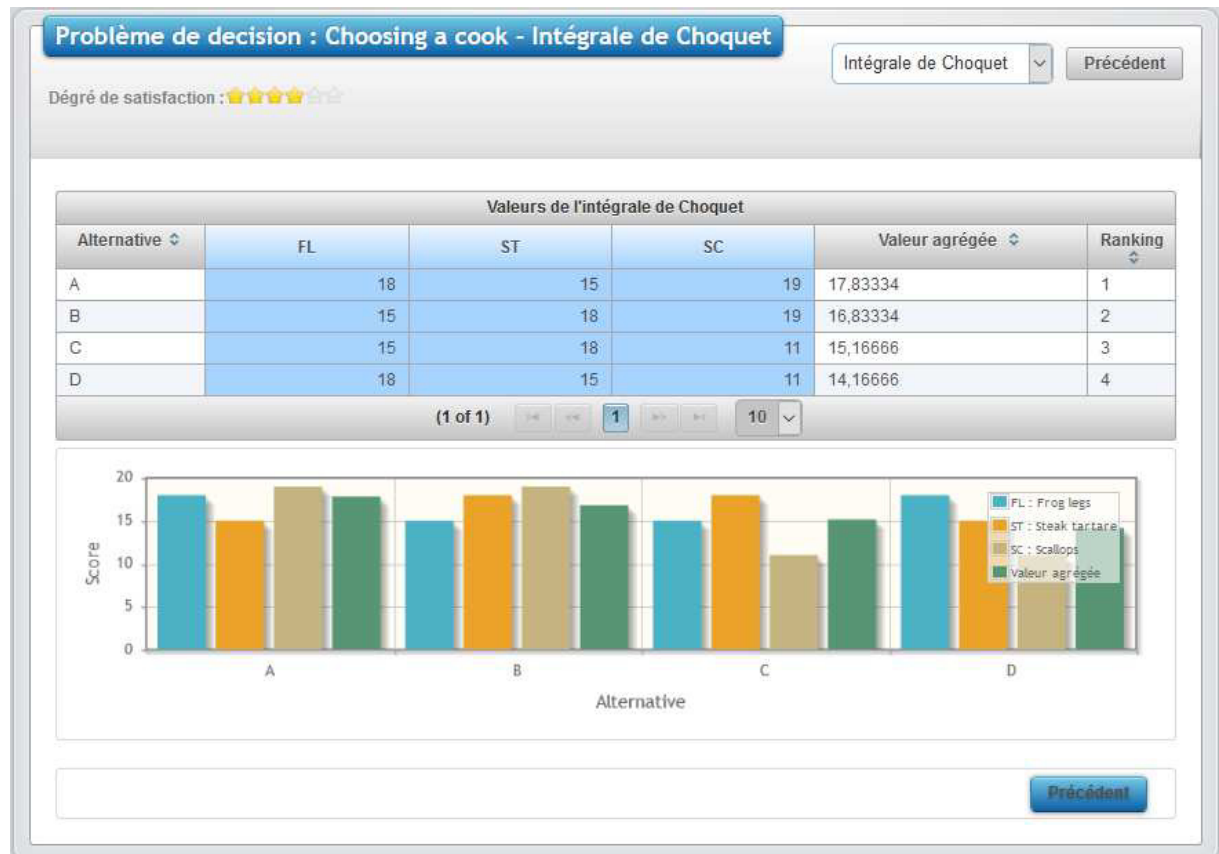 Problème de decision : Choosing a cook - Intégrale de Choquet
Intégrale de Choquet Précédent
Dégré de satisfaction :
Valeurs de l'intégrale de Choquet
Alternative FL ST SC Valeur agrégée Ranking
A 18 15 19 17,83334 1
B 15 18 19 16,83334 2
C 15 18 11 15,16666 3
D 18 15 11 14,16666 4
(1 of 1) 1 10
20
15
10
5
0
Score
FL : Frog legs
ST : Steak tartare
SC : Scallops
Valeur agrégée
A B C D
Alternative
Précédent